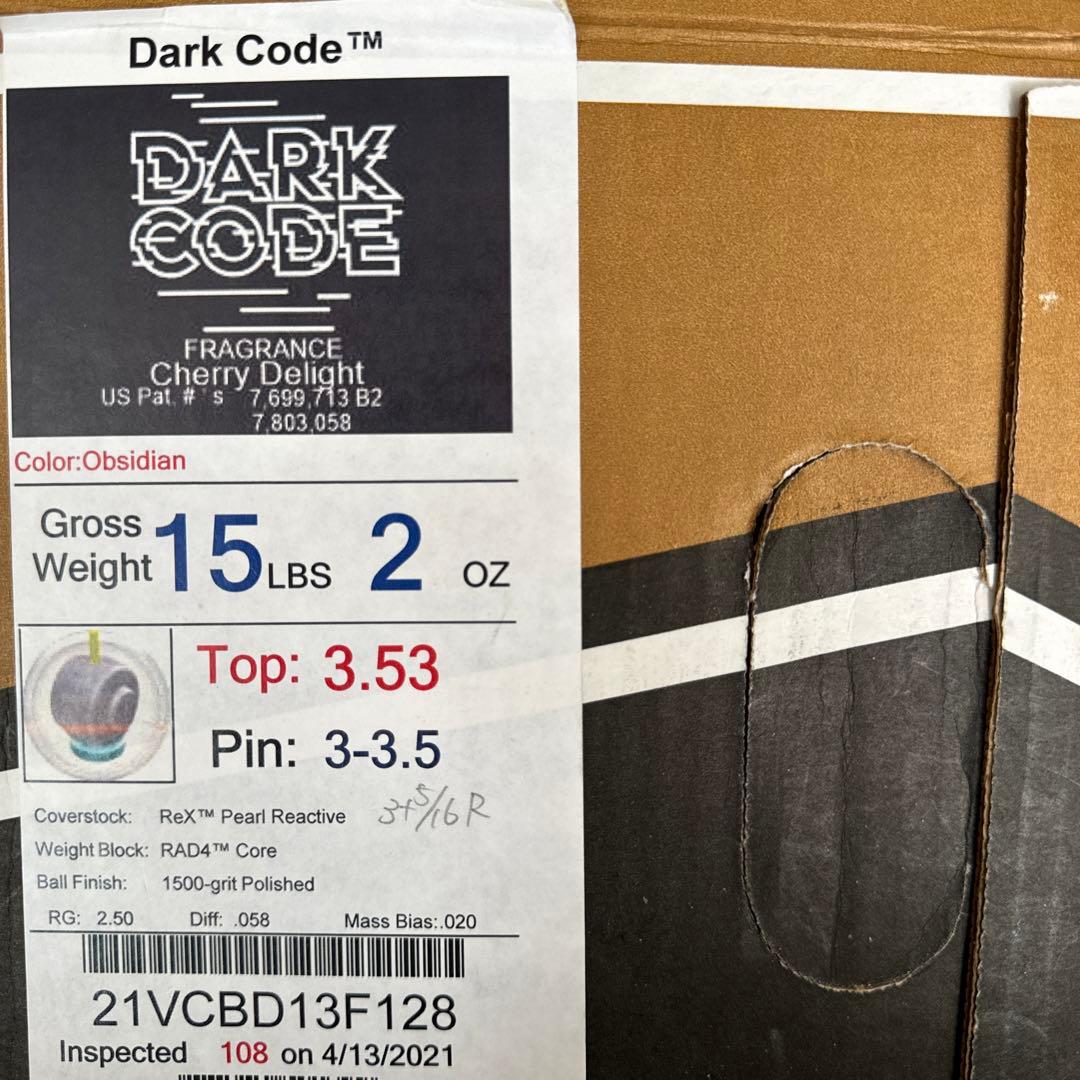 Dark Code™
DARK
CODE
FRAGRANCE
Cherry Delight
US Pat. # ' s 7,699,713 B2
7,803,058
Color:Obsidian
Gross Weight 15 LBS 2 OZ
Top: 3.53
Pin: 3-3.5
3+5/16 R
Coverstock: ReX™ Pearl Reactive
Weight Block: RAD4™ Core
Ball Finish: 1500-grit Polished
RG: 2.50 Diff: .058 Mass Bias:.020
21VCBD13F128
Inspected 108 on 4/13/2021